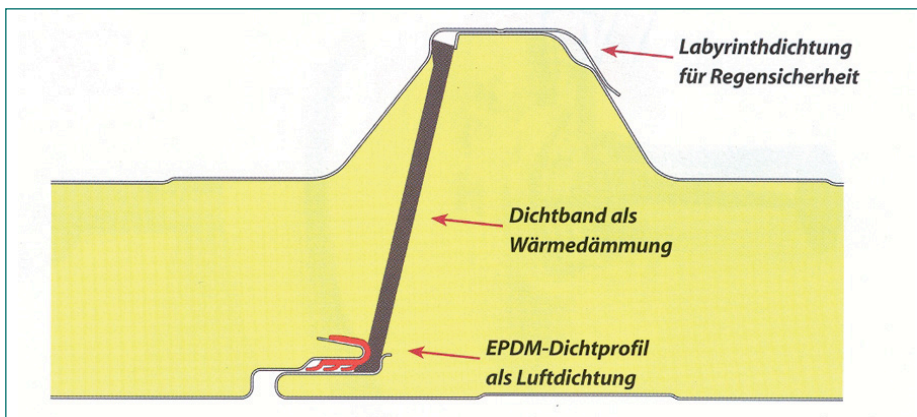 Labyrinthdichtung
für Regensicherheit
Dichtband als
Wärmedämmung
EPDM-Dichtprofil
als Luftdichtung